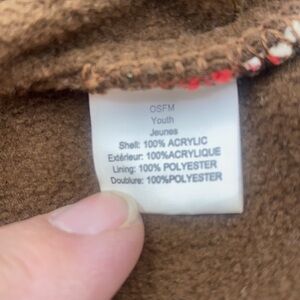 OSFM
Youth
Jeunes
Shell: 100% ACRYLIC
Extérieur: 100%ACRYLIQUE
Lining: 100% POLYESTER
Doublure: 100%POLYESTER